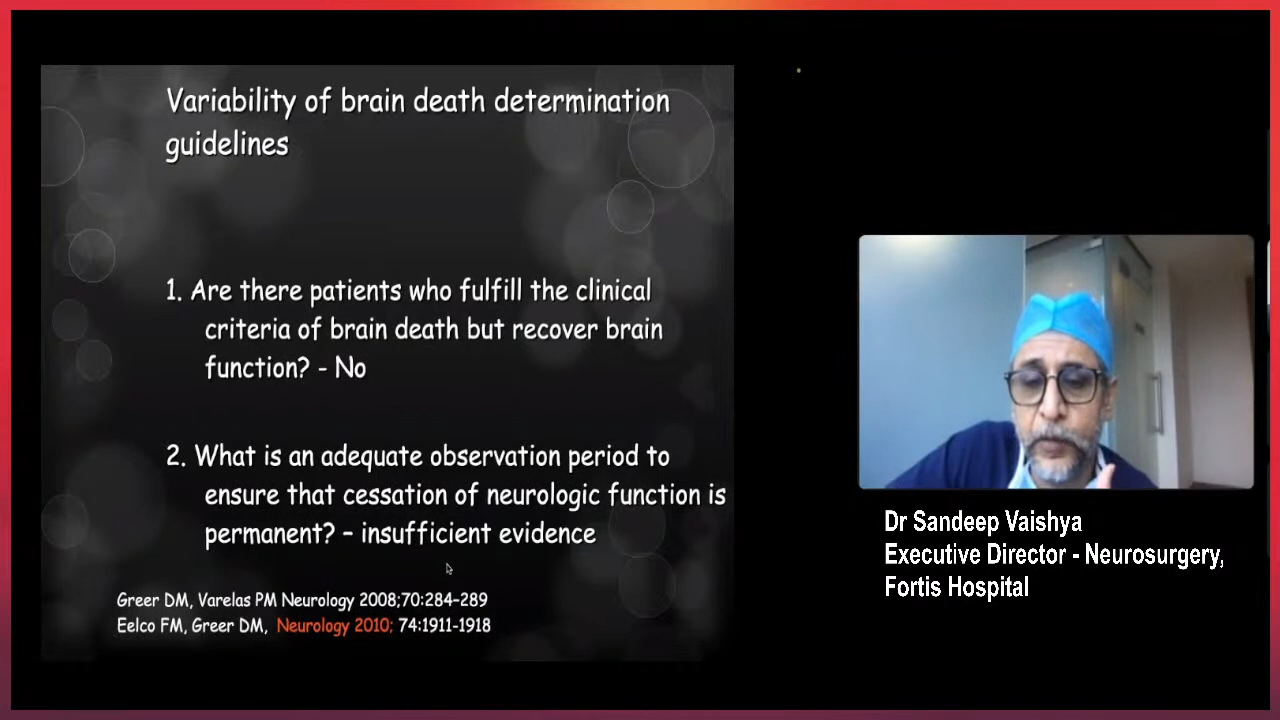 Variability of brain death determination
guidelines
1. Are there patients who fulfill the clinical
criteria of brain death but recover brain
function? - No
2. What is an adequate observation period to
ensure that cessation of neurologic function is
permanent? – insufficient evidence
Greer DM, Varelas PM Neurology 2008;70:284-289
Eelco FM, Greer DM, Neurology 2010; 74:1911-1918
Dr Sandeep Vaishya
Executive Director - Neurosurgery,
Fortis Hospital